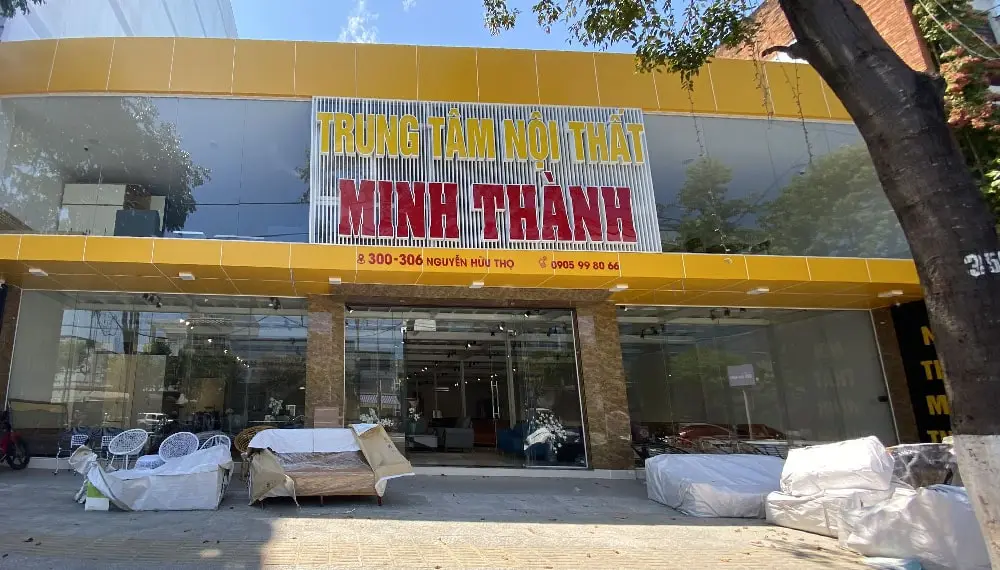 TRUNG TÂM NỘI THẤT
MINH THÀNH
300-306 NGUYỄN HỮU THỌ 0905 99 80 66